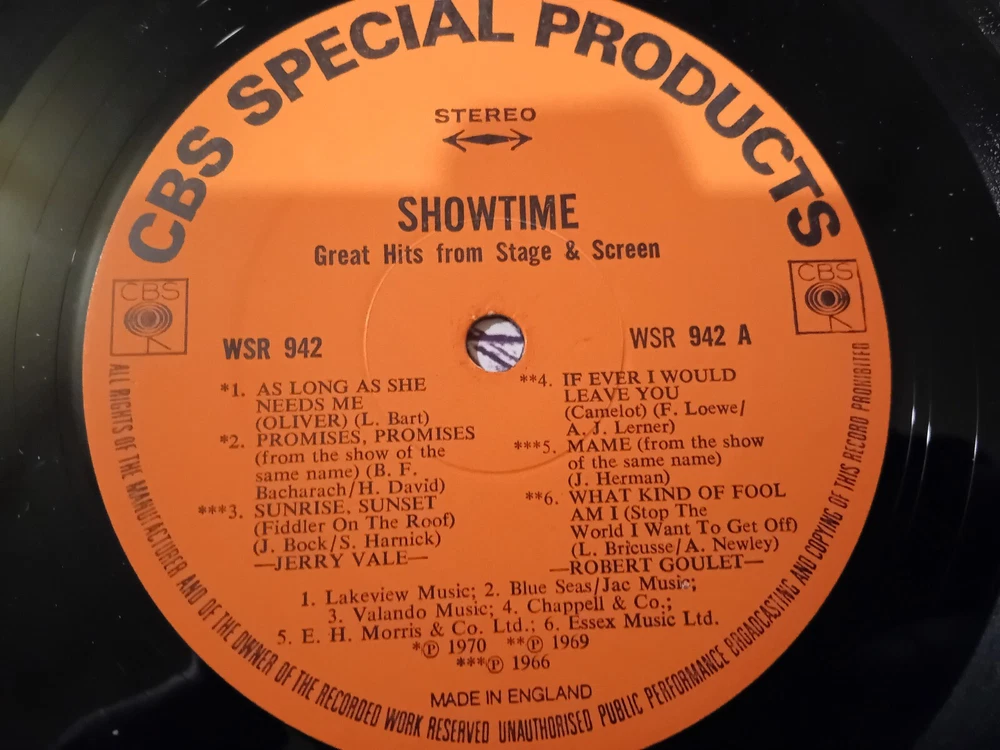 CBS SPECIAL PRODUCTS
STEREO
SHOWTIME
Great Hits from Stage & Screen
CBS
CBS
WSR 942
WSR 942 A
*1. AS LONG AS SHE
NEEDS ME
(OLIVER) (L. Bart)
*2. PROMISES, PROMISES
(from the show of the
same name) (B. F.
Bacharach/H. David)
***3. SUNRISE, SUNSET
(Fiddler On The Roof)
(J. Bock/S. Harnick)
—JERRY VALE—
**4. IF EVER I WOULD
LEAVE YOU
(Camelot) (F. Loewe/
A. J. Lerner)
***5. MAME (from the show
of the same name)
(J. Herman)
**6. WHAT KIND OF FOOL
AM I (Stop The
World I Want To Get Off)
(L. Bricusse/A. Newley)
—ROBERT GOULET—
1. Lakeview Music; 2. Blue Seas/Jac Music;
3. Valando Music; 4. Chappell & Co.;
5. E. H. Morris & Co. Ltd.; 6. Essex Music Ltd.
*℗ 1970 **℗ 1969
***℗ 1966
MADE IN ENGLAND
ALL RIGHTS OF THE MANUFACTURER AND OF THE OWNER OF THE RECORDED WORK RESERVED UNAUTHORISED PUBLIC PERFORMANCE BROADCASTING AND COPYING OF THIS RECORD PROHIBITED